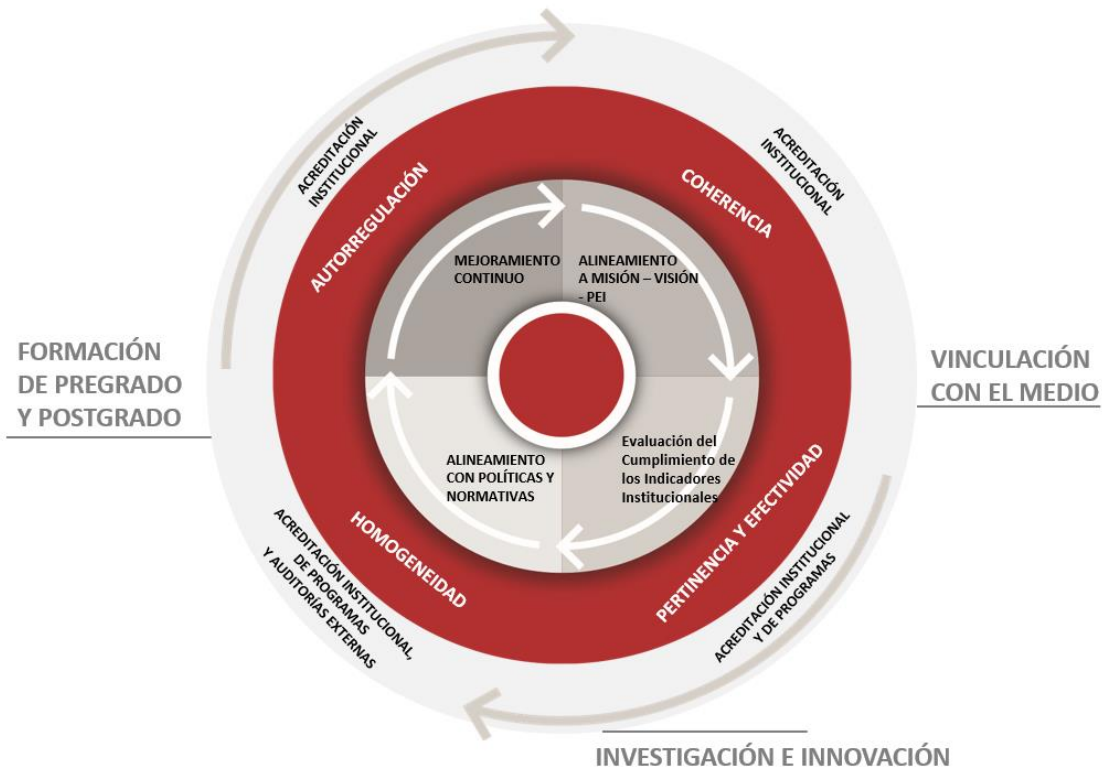 ACREDITACIÓN
INSTITUCIONAL
ACREDITACIÓN
INSTITUCIONAL
AUTORREGULACIÓN
COHERENCIA
MEJORAMIENTO
CONTINUO
ALINEAMIENTO
A MISIÓN – VISIÓN
- PEI
FORMACIÓN
DE PREGRADO
Y POSTGRADO
VINCULACIÓN
CON EL MEDIO
ALINEAMIENTO
CON POLÍTICAS Y
NORMATIVAS
Evaluación del
Cumplimiento de
los Indicadores
Institucionales
HOMOGENEIDAD
PERTINENCIA Y EFECTIVIDAD
ACREDITACIÓN INSTITUCIONAL,
DE PROGRAMAS
Y AUDITORÍAS EXTERNAS
ACREDITACIÓN INSTITUCIONAL
Y DE PROGRAMAS
INVESTIGACIÓN E INNOVACIÓN